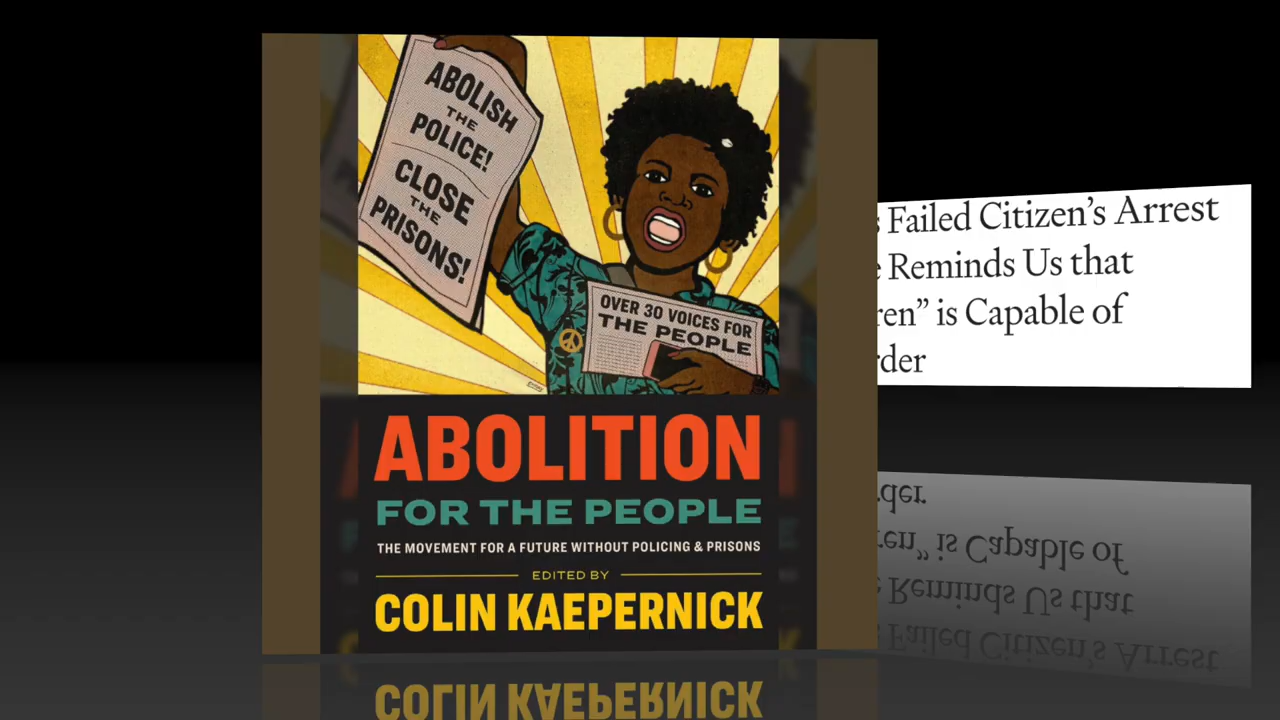 ABOLISH
THE
POLICE!
CLOSE
THE
PRISONS!
OVER 30 VOICES FOR
THE PEOPLE
ABOLITION
FOR THE PEOPLE
THE MOVEMENT FOR A FUTURE WITHOUT POLICING & PRISONS
EDITED BY
COLIN KAEPERNICK
Failed Citizen's Arrest
Reminds Us that
ren” is Capable of
rder